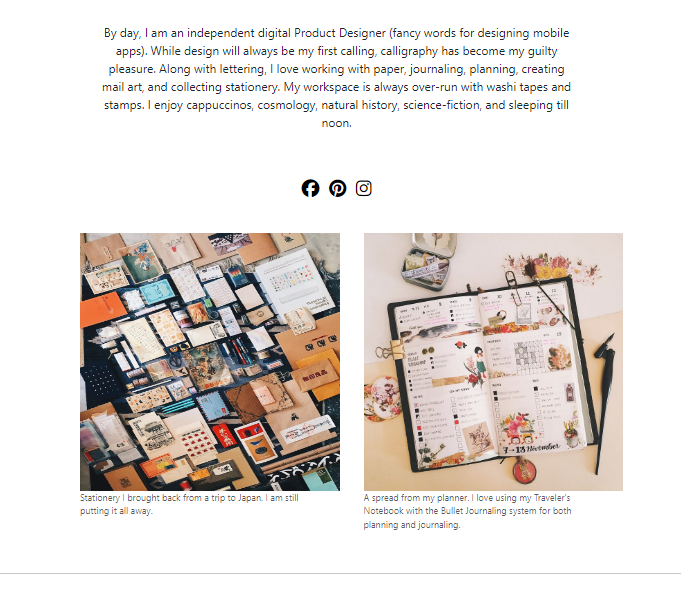 By day, I am an independent digital Product Designer (fancy words for designing mobile
apps). While design will always be my first calling, calligraphy has become my guilty
pleasure. Along with lettering, I love working with paper, journaling, planning, creating
mail art, and collecting stationery. My workspace is always over-run with washi tapes and
stamps. I enjoy cappuccinos, cosmology, natural history, science-fiction, and sleeping till
noon.
7 - 13 November
Stationery I brought back from a trip to Japan. I am still
putting it all away.
A spread from my planner. I love using my Traveler's
Notebook with the Bullet Journaling system for both
planning and journaling.